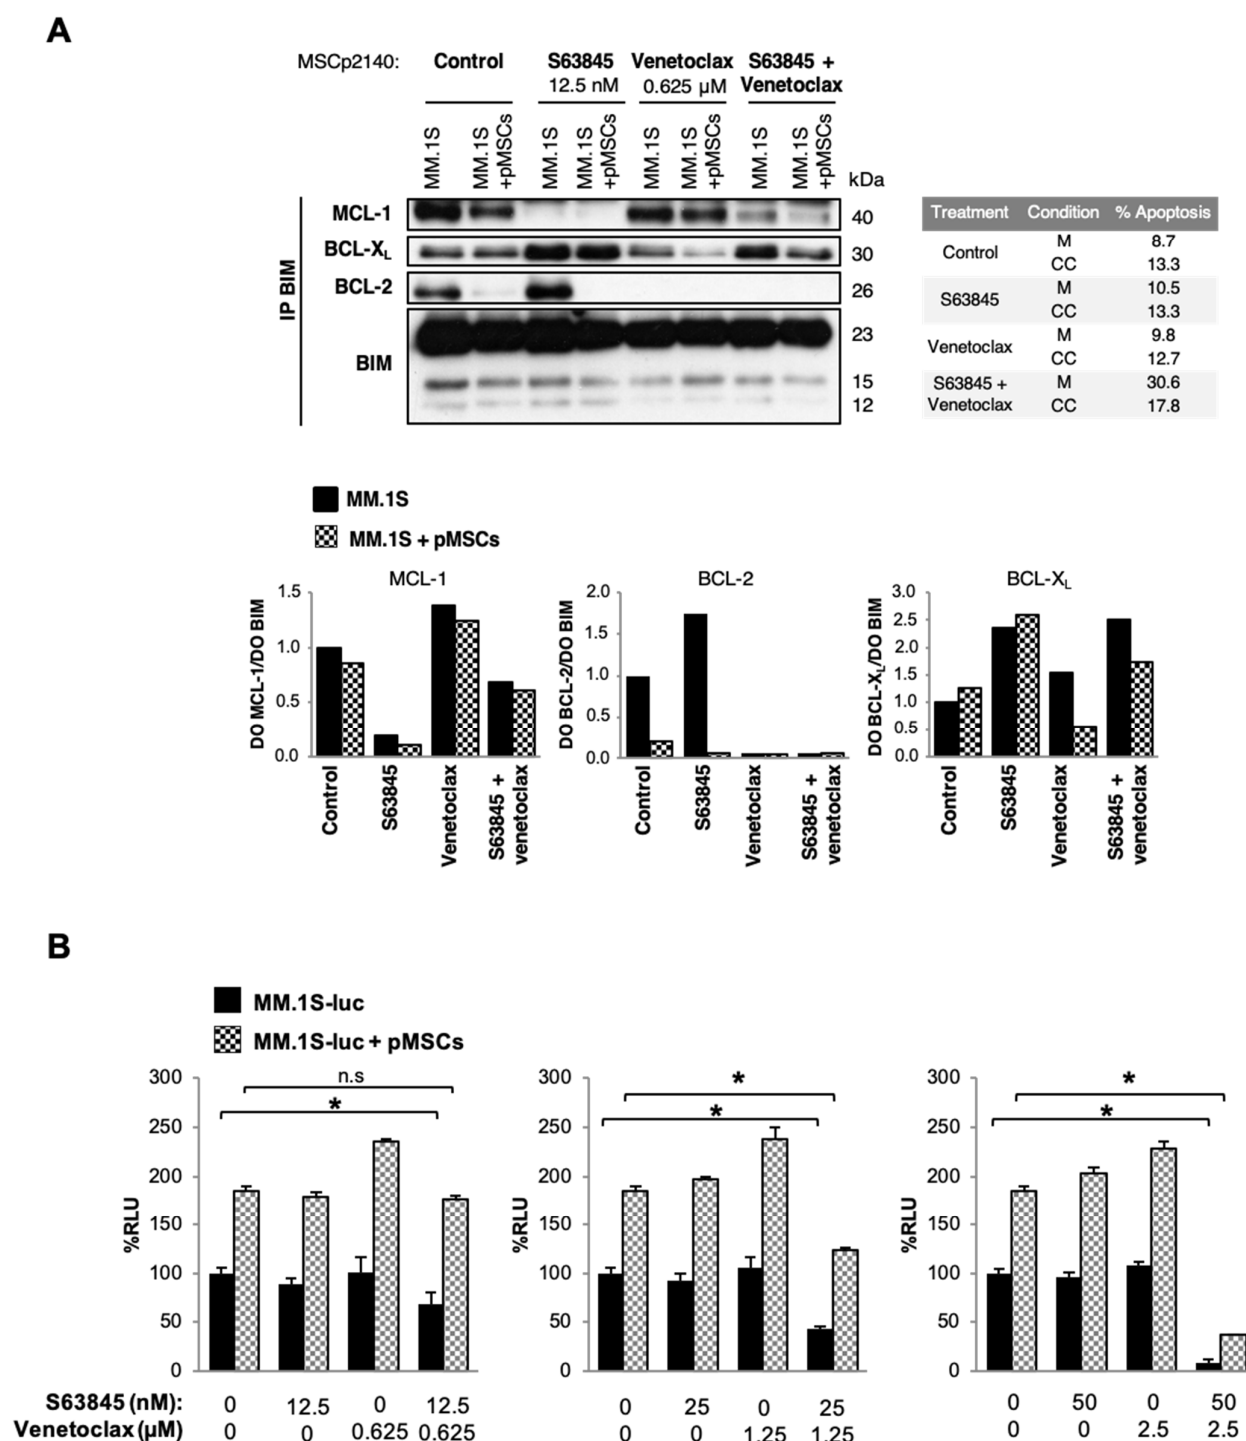 A
MSCp2140: Control S63845 Venetoclax S63845 +
12.5 nM 0.625 µM Venetoclax
MM.1S MM.1S +pMSCs MM.1S MM.1S +pMSCs MM.1S MM.1S +pMSCs MM.1S MM.1S +pMSCs
kDa
IP BIM
MCL-1 40
BCL-XL 30
BCL-2 26
BIM 23
15
12
Treatment Condition % Apoptosis
Control M 8.7
CC 13.3
S63845 M 10.5
CC 13.3
Venetoclax M 9.8
CC 12.7
S63845 + M 30.6
Venetoclax CC 17.8
MM.1S
MM.1S + pMSCs
MCL-1
DO MCL-1/DO BIM
1.5
1.0
0.5
0.0
Control S63845 Venetoclax S63845 + venetoclax
BCL-2
DO BCL-2/DO BIM
2.0
1.5
1.0
0.5
0.0
Control S63845 Venetoclax S63845 + venetoclax
BCL-XL
DO BCL-XL/DO BIM
3.0
2.5
2.0
1.5
1.0
0.5
0.0
Control S63845 Venetoclax S63845 + venetoclax
B
MM.1S-luc
MM.1S-luc + pMSCs
%RLU
300
250
200
150
100
50
0
n.s
*
%RLU
300
250
200
150
100
50
0
*
*
%RLU
300
250
200
150
100
50
0
*
*
S63845 (nM): 0 12.5 0 12.5 0 25 0 25 0 50 0 50
Venetoclax (µM) 0 0 0.625 0.625 0 0 1.25 1.25 0 0 2.5 2.5